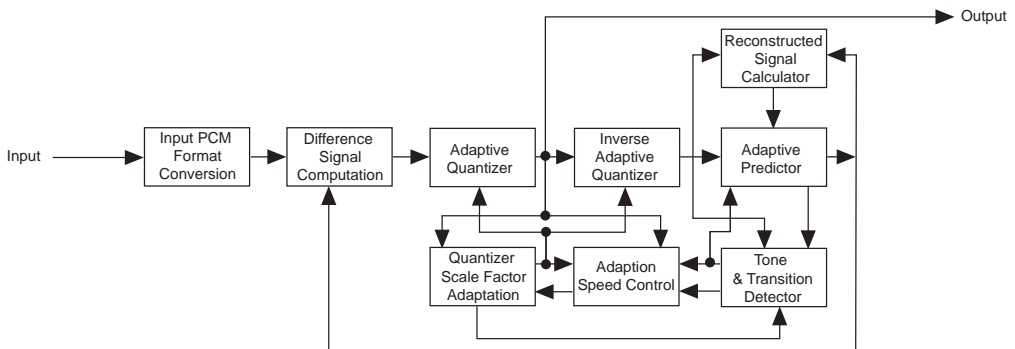 Output
Reconstructed
Signal
Calculator
Input
Input PCM
Format
Conversion
Difference
Signal
Computation
Adaptive
Quantizer
Inverse
Adaptive
Quantizer
Adaptive
Predictor
Quantizer
Scale Factor
Adaptation
Adaption
Speed Control
Tone
& Transition
Detector